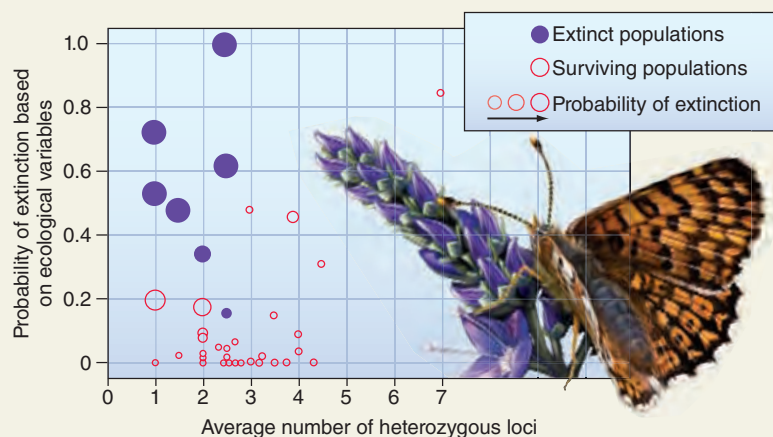 Extinct populations
Surviving populations
Probability of extinction
Probability of extinction based
on ecological variables
1.0
0.8
0.6
0.4
0.2
0
0 1 2 3 4 5 6 7
Average number of heterozygous loci